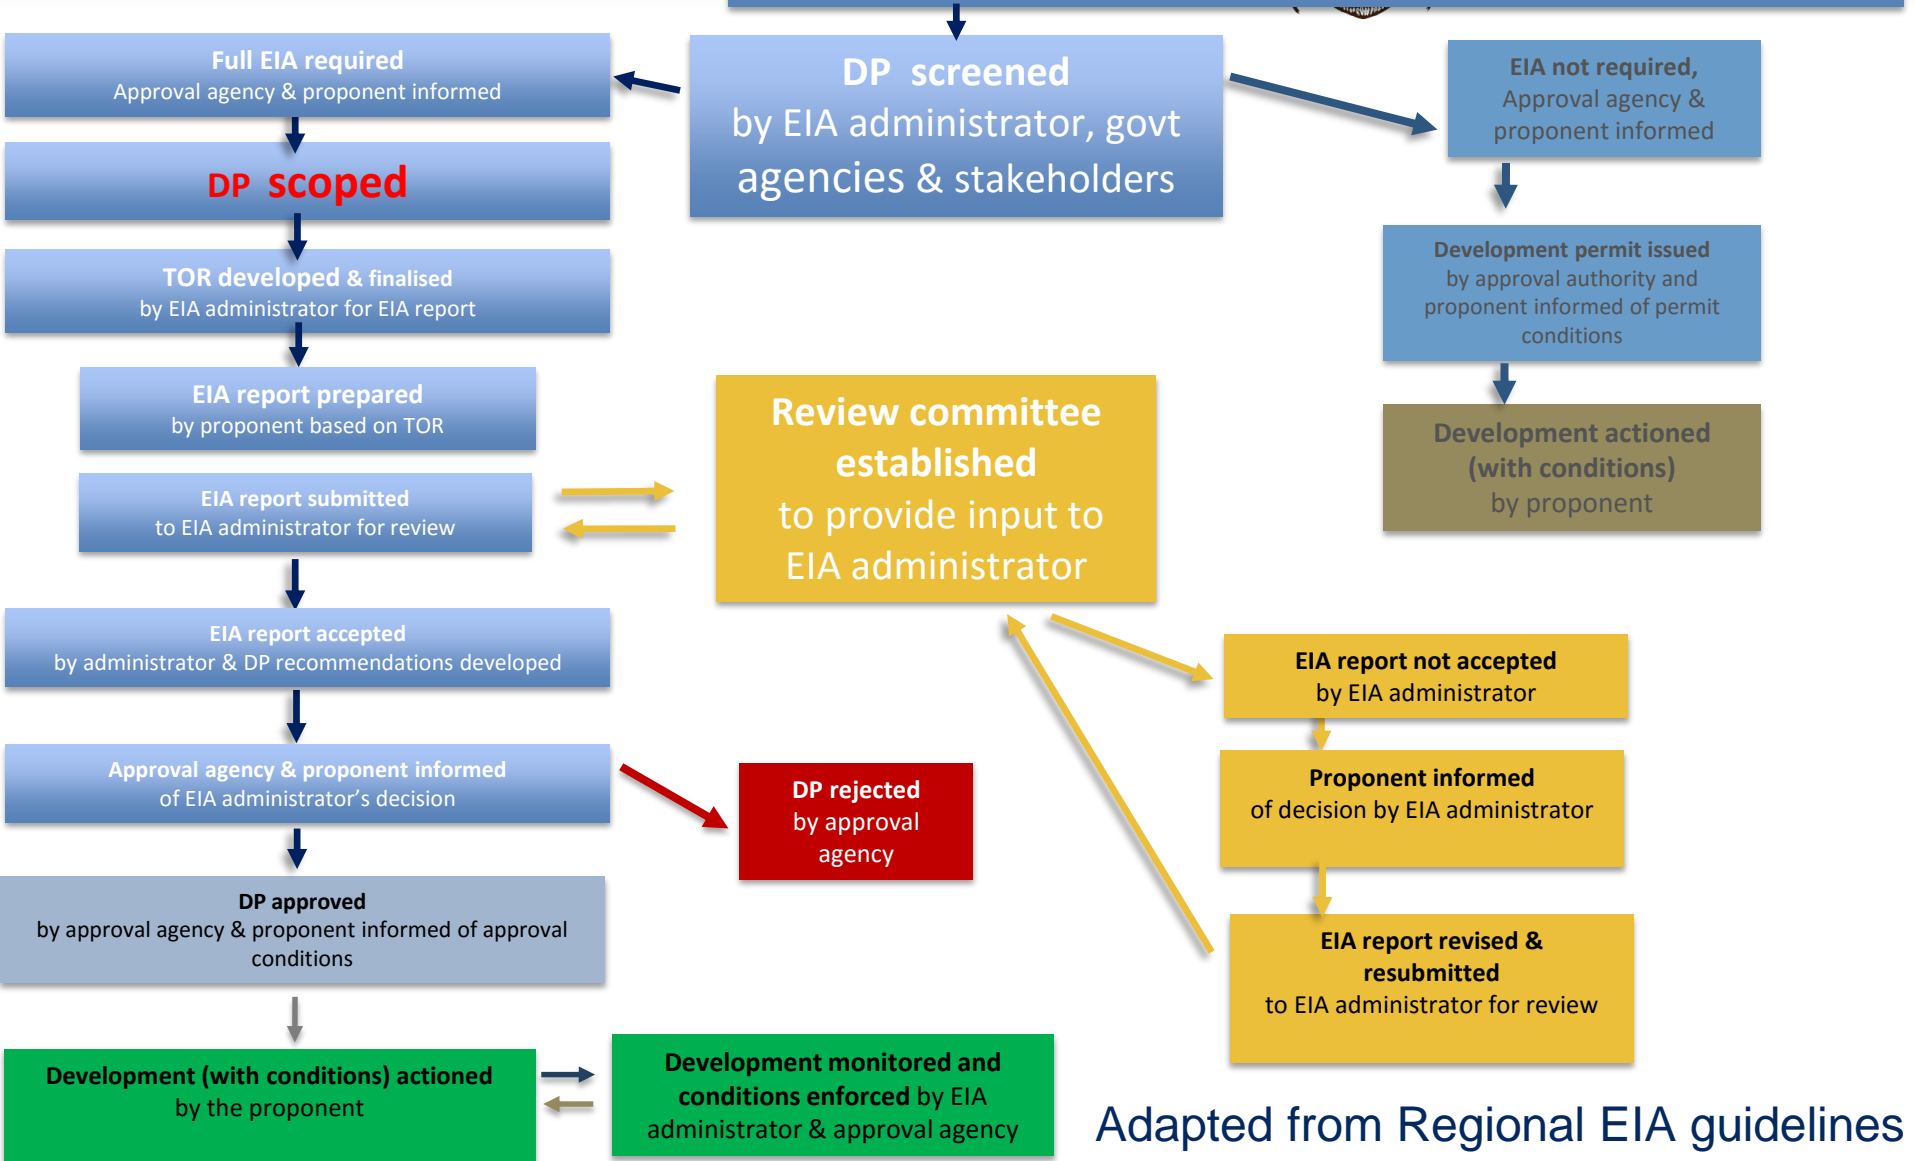 Full EIA required
Approval agency & proponent informed
DP scoped
TOR developed & finalised
by EIA administrator for EIA report
EIA report prepared
by proponent based on TOR
EIA report submitted
to EIA administrator for review
EIA report accepted
by administrator & DP recommendations developed
Approval agency & proponent informed
of EIA administrator's decision
DP approved
by approval agency & proponent informed of approval
conditions
Development (with conditions) actioned
by the proponent
DP screened
by EIA administrator, govt
agencies & stakeholders
Review committee
established
to provide input to
EIA administrator
DP rejected
by approval
agency
Development monitored and
conditions enforced by EIA
administrator & approval agency
EIA not required,
Approval agency &
proponent informed
Development permit issued
by approval authority and
proponent informed of permit
conditions
Development actioned
(with conditions)
by proponent
EIA report not accepted
by EIA administrator
Proponent informed
of decision by EIA administrator
EIA report revised &
resubmitted
to EIA administrator for review
Adapted from Regional EIA guidelines